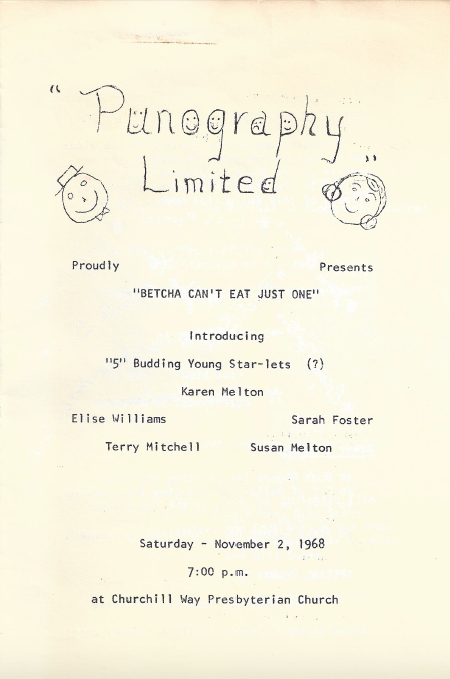 "Punography
Limited"
Proudly Presents
"BETCHA CAN'T EAT JUST ONE"
Introducing
"5" Budding Young Star-lets (?)
Karen Melton
Elise Williams Sarah Foster
Terry Mitchell Susan Melton
Saturday - November 2, 1968
7:00 p.m.
at Churchill Way Presbyterian Church